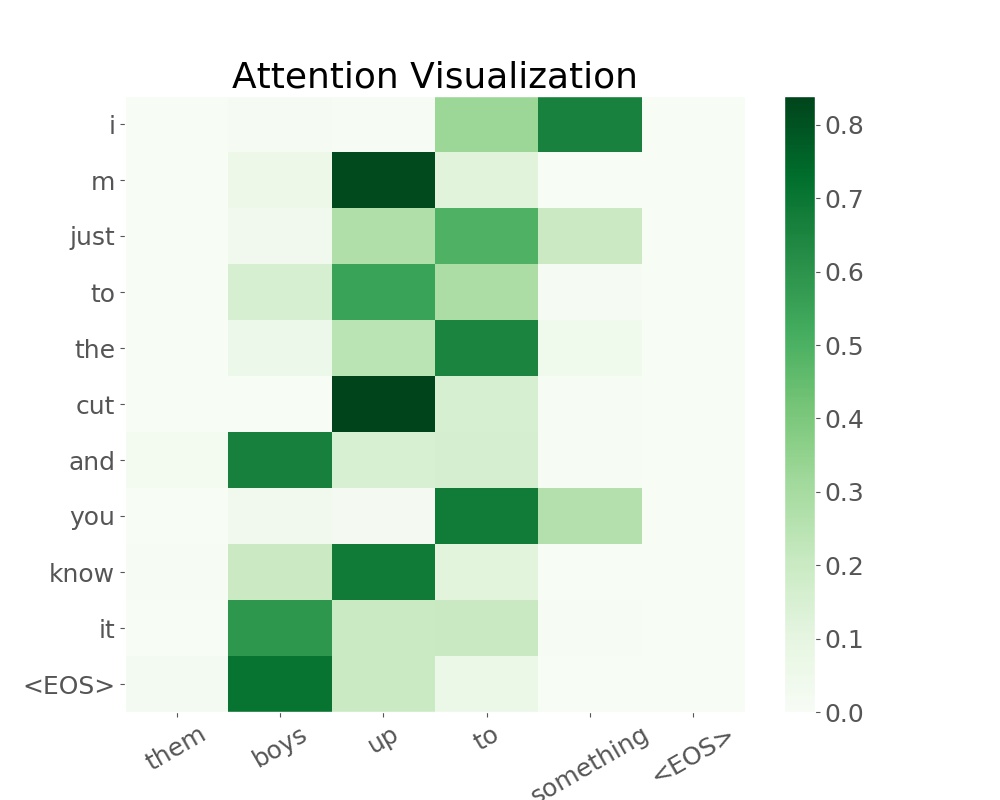 Attention Visualization
i
m
just
to
the
cut
and
you
know
it
<EOS>
them
boys
up
to
something
<EOS>
0.8
0.7
0.6
0.5
0.4
0.3
0.2
0.1
0.0